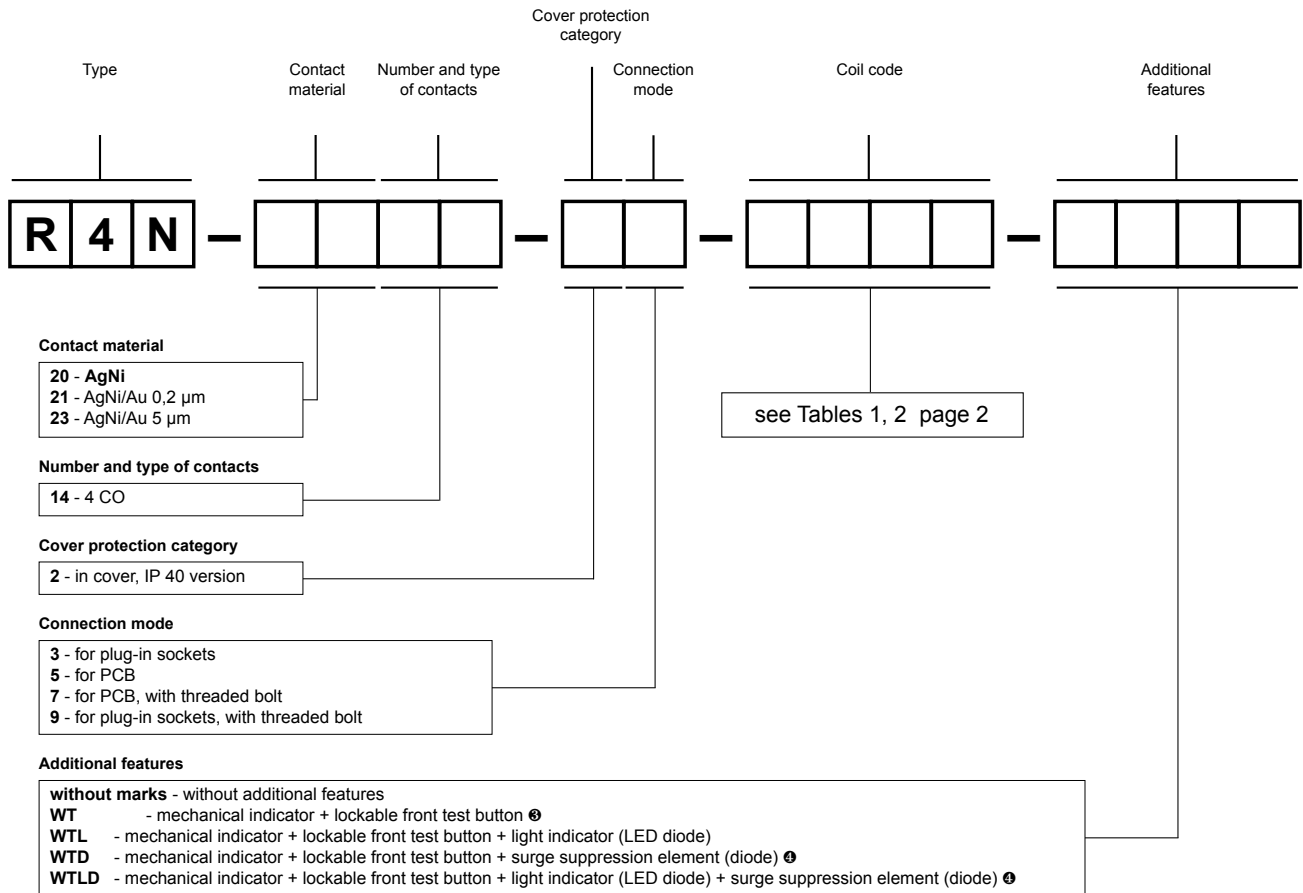 Cover protection
category
Type
Contact
material
Number and type
of contacts
Connection
mode
Coil code
Additional
features
R 4 N – – – –
Contact material
20 - AgNi
21 - AgNi/Au 0,2 µm
23 - AgNi/Au 5 µm
see Tables 1, 2 page 2
Number and type of contacts
14 - 4 CO
Cover protection category
2 - in cover, IP 40 version
Connection mode
3 - for plug-in sockets
5 - for PCB
7 - for PCB, with threaded bolt
9 - for plug-in sockets, with threaded bolt
Additional features
without marks - without additional features
WT - mechanical indicator + lockable front test button ❸
WTL - mechanical indicator + lockable front test button + light indicator (LED diode)
WTD - mechanical indicator + lockable front test button + surge suppression element (diode) ❹
WTLD - mechanical indicator + lockable front test button + light indicator (LED diode) + surge suppression element (diode) ❹